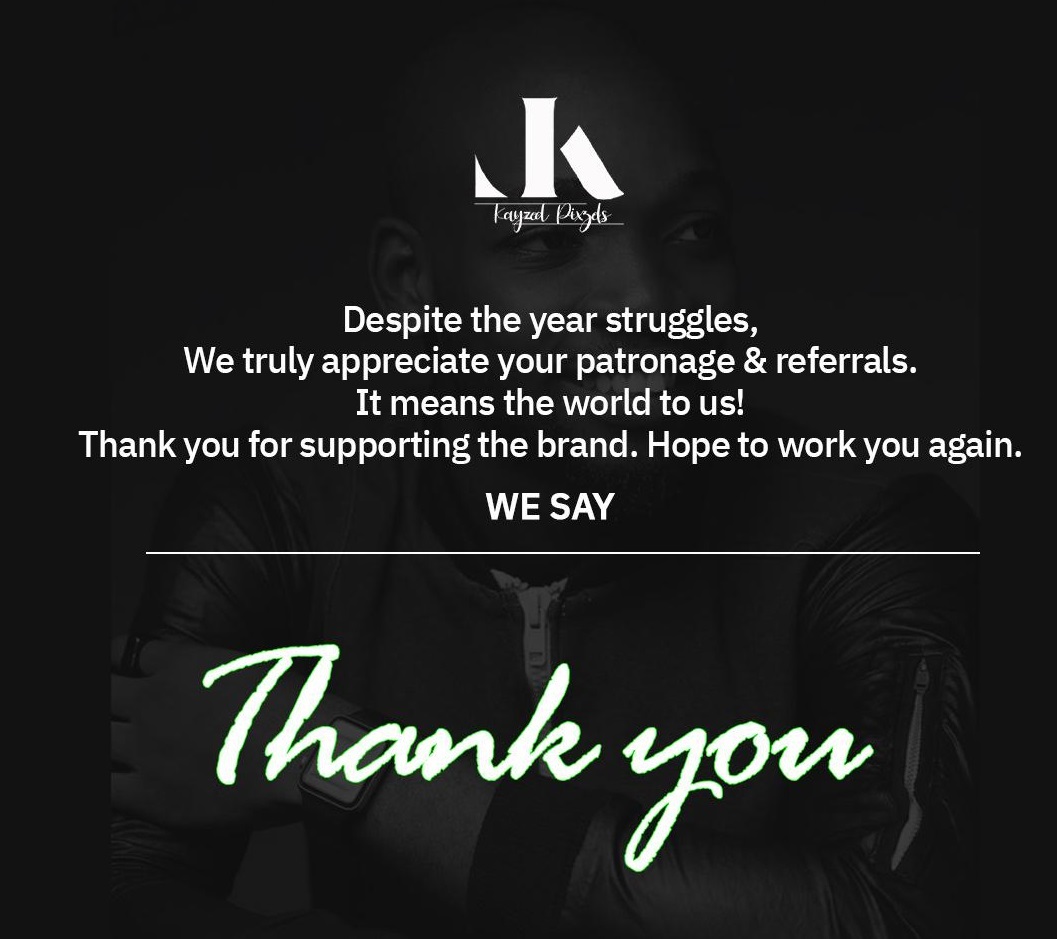 JK
Kayzed Pixzels
Despite the year struggles,
We truly appreciate your patronage & referrals.
It means the world to us!
Thank you for supporting the brand. Hope to work you again.
WE SAY
Thank you